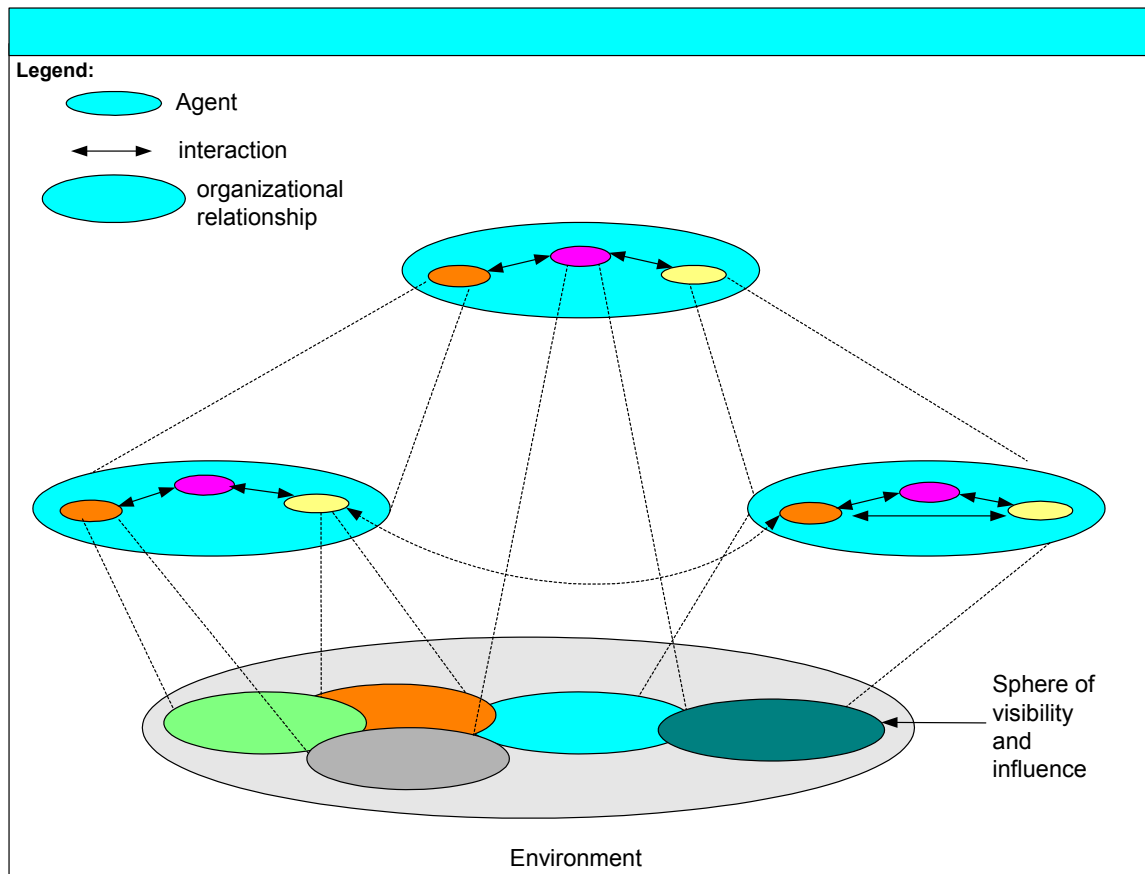 Legend:
Agent
interaction
organizational
relationship
Sphere of
visibility
and
influence
Environment